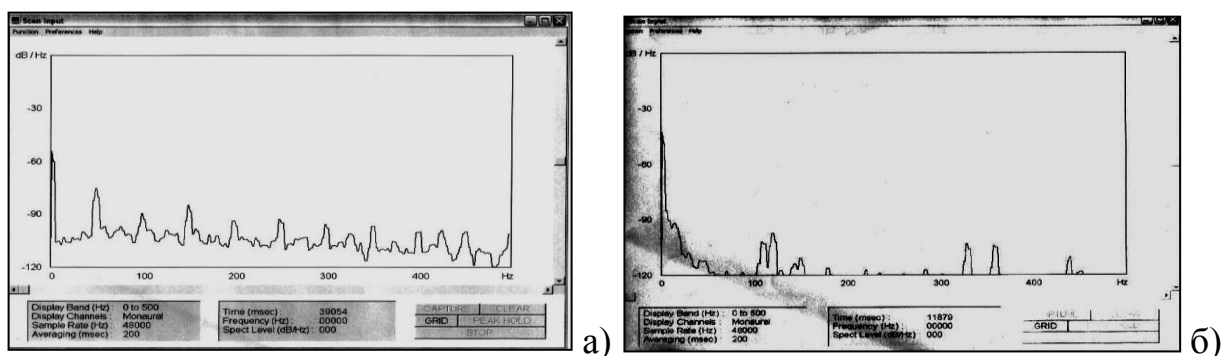 Scan Input
Function Preferences Help
dB / Hz
-30
-60
-90
-120
0 100 200 300 400 Hz
Display Band (Hz) : 0 to 500
Display Channels : Monaural
Sample Rate (Hz) : 48000
Averaging (msec) : 200
Time (msec) : 39054
Frequency (Hz) : 00000
Spect Level (dB/Hz) : 000
CAPTURE CLEAR
GRID PEAK HOLD
STOP
а)
Scan Input
Preferences Help
/ Hz
-30
-60
-90
-120
0 100 200 300 400 Hz
Display Band (Hz) : 0 to 500
Display Channels : Monaural
Sample Rate (Hz) : 48000
Averaging (msec) : 200
Time (msec) : 11879
Frequency (Hz) : 00000
Spect Level (dB/Hz) : 000
GRID
б)